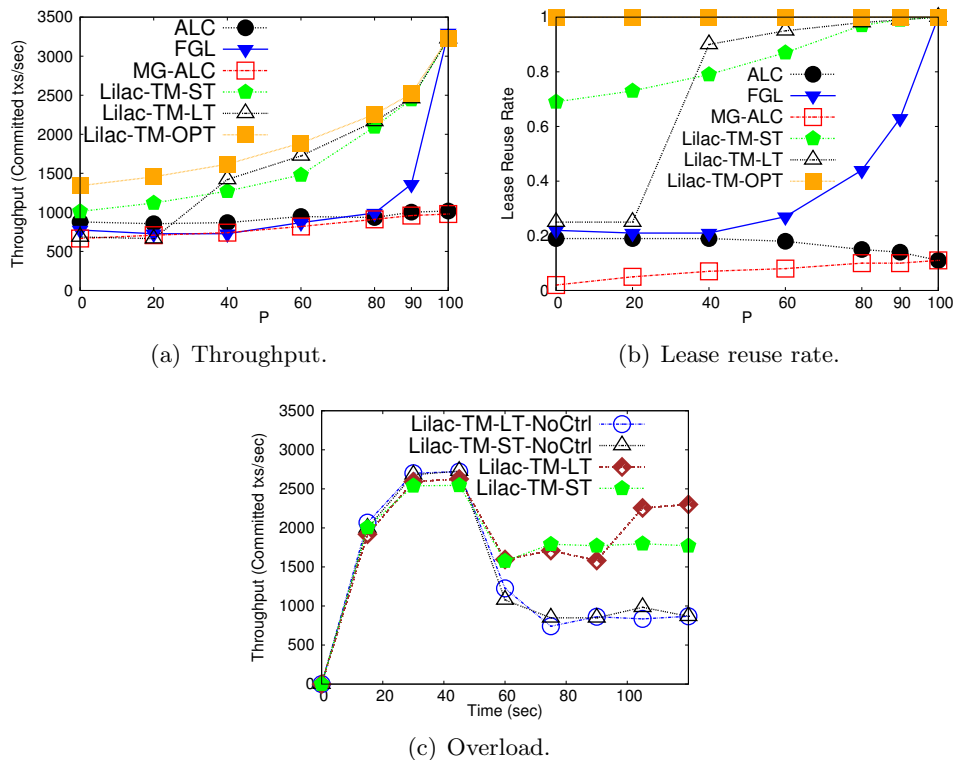 3500
3000
2500
2000
1500
1000
500
0
Throughput (Committed txs/sec)
ALC
FGL
MG-ALC
Lilac-TM-ST
Lilac-TM-LT
Lilac-TM-OPT
0 20 40 60 80 90 100
P
(a) Throughput.
1
0.8
0.6
0.4
0.2
0
Lease Reuse Rate
ALC
FGL
MG-ALC
Lilac-TM-ST
Lilac-TM-LT
Lilac-TM-OPT
0 20 40 60 80 90 100
P
(b) Lease reuse rate.
3500
3000
2500
2000
1500
1000
500
0
Throughput (Committed txs/sec)
Lilac-TM-LT-NoCtrl
Lilac-TM-ST-NoCtrl
Lilac-TM-LT
Lilac-TM-ST
0 20 40 60 80 100
Time (sec)
(c) Overload.